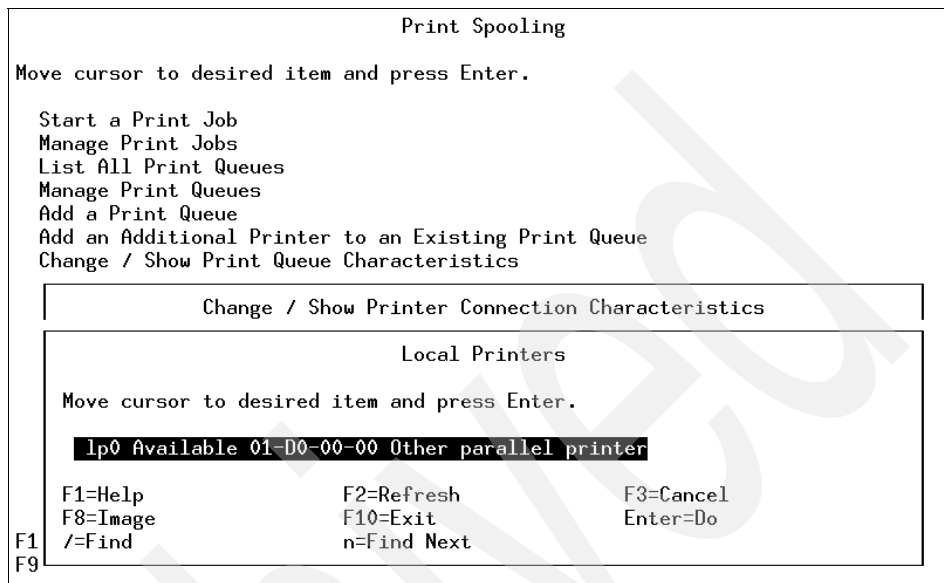 Print Spooling
Move cursor to desired item and press Enter.
Start a Print Job
Manage Print Jobs
List All Print Queues
Manage Print Queues
Add a Print Queue
Add an Additional Printer to an Existing Print Queue
Change / Show Print Queue Characteristics
Change / Show Printer Connection Characteristics
Local Printers
Move cursor to desired item and press Enter.
lp0 Available 01-D0-00-00 Other parallel printer
F1=Help F2=Refresh F3=Cancel
F8=Image F10=Exit Enter=Do
F1 /=Find n=Find Next
F9